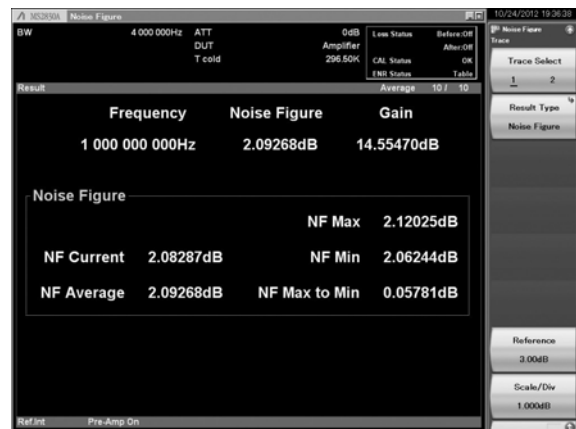 MS2830A Noise Figure
10/24/2012 19:36:38
BW 4 000 000Hz ATT 0dB
DUT Amplifier
T cold 296.50K
Loss Status Before:Off
After:Off
CAL Status OK
ENR Status Table
Result
Average 10 / 10
Frequency Noise Figure Gain
1 000 000 000Hz 2.09268dB 14.55470dB
Noise Figure
NF Max 2.12025dB
NF Current 2.08287dB NF Min 2.06244dB
NF Average 2.09268dB NF Max to Min 0.05781dB
Ref.Int Pre-Amp On
Noise Figure
Trace
Trace Select
1 2
Result Type
Noise Figure
Reference
3.00dB
Scale/Div
1.000dB